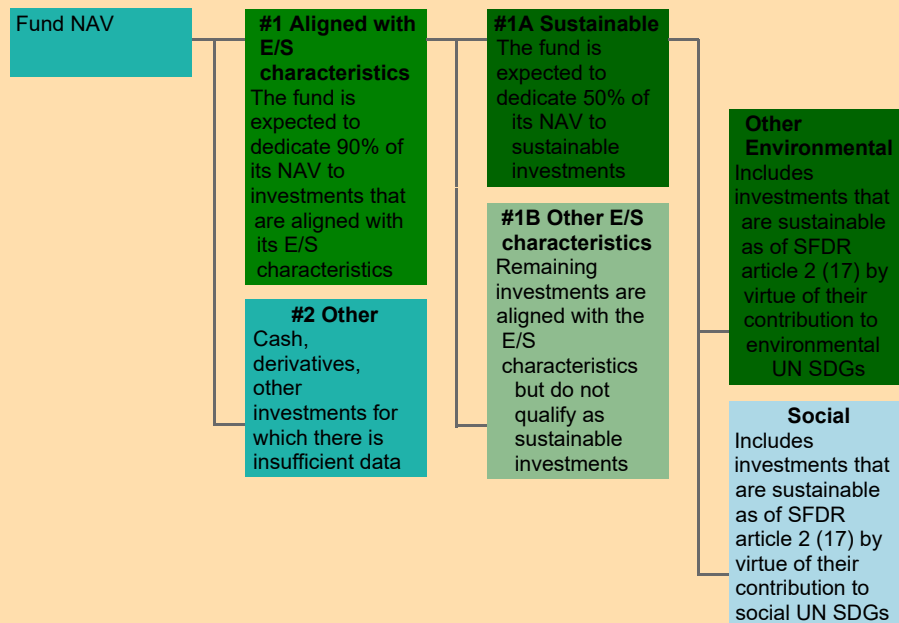 Fund NAV
#1 Aligned with
E/S
characteristics
The fund is
expected to
dedicate 90% of
its NAV to
investments that
are aligned with
its E/S
characteristics
#2 Other
Cash,
derivatives,
other
investments for
which there is
insufficient data
#1A Sustainable
The fund is
expected to
dedicate 50% of
its NAV to
sustainable
investments
#1B Other E/S
characteristics
Remaining
investments are
aligned with the
E/S
characteristics
but do not
qualify as
sustainable
investments
Other
Environmental
Includes
investments that
are sustainable
as of SFDR
article 2 (17) by
virtue of their
contribution to
environmental
UN SDGs
Social
Includes
investments that
are sustainable
as of SFDR
article 2 (17) by
virtue of their
contribution to
social UN SDGs